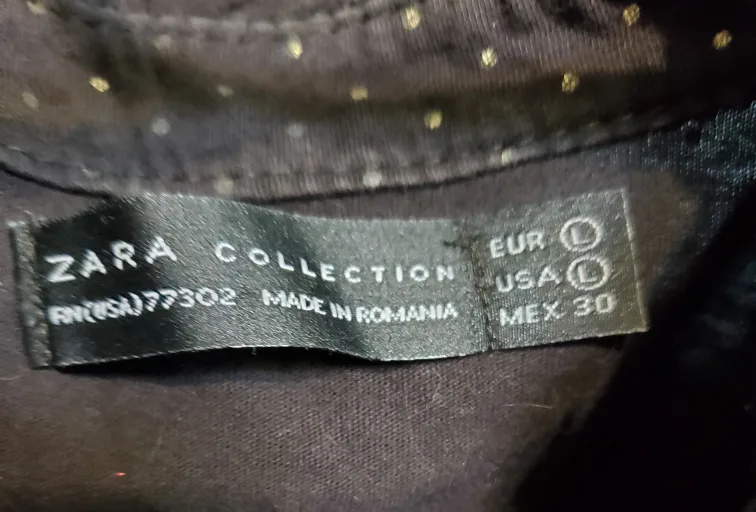 ZARA COLLECTION
RN(USA)77302 MADE IN ROMANIA
EUR L
USA L
MEX 30